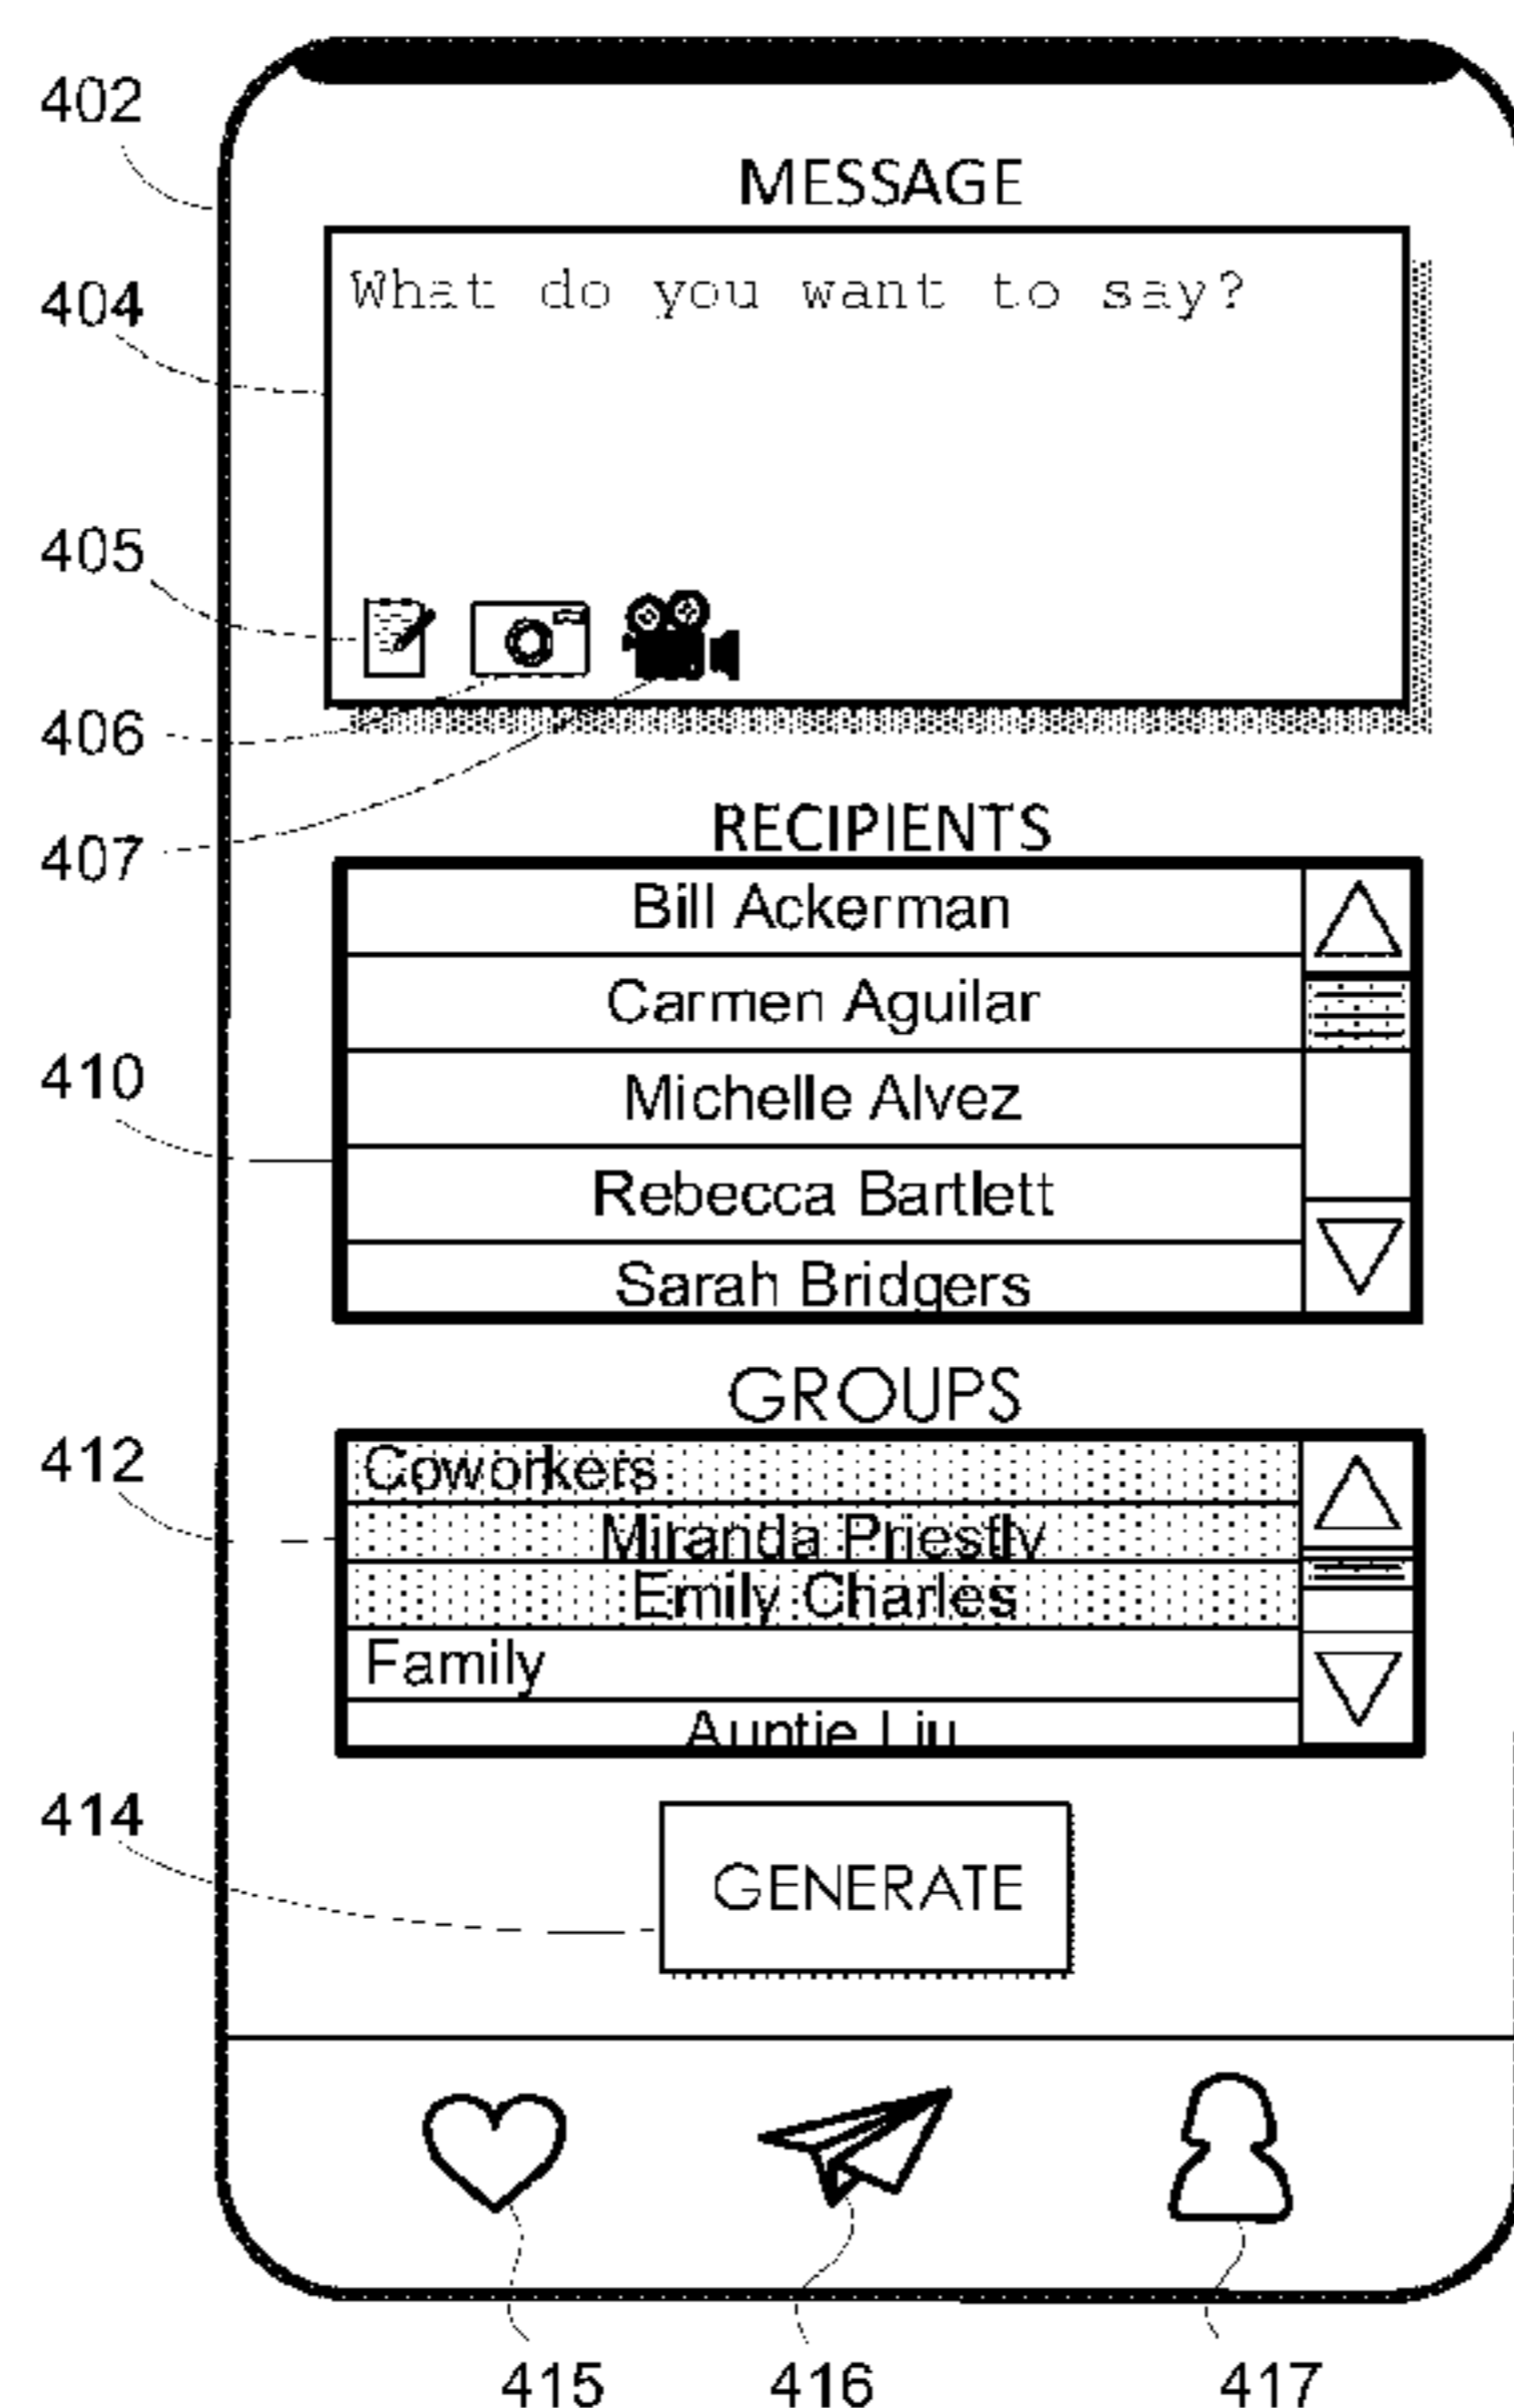 402
MESSAGE
404
What do you want to say?
405
406
407
RECIPIENTS
Bill Ackerman
Carmen Aguilar
410
Michelle Alvez
Rebecca Bartlett
Sarah Bridgers
GROUPS
412
Coworkers
Miranda Priestly
Emily Charles
Family
Auntie Liu
414
GENERATE
415 416 417